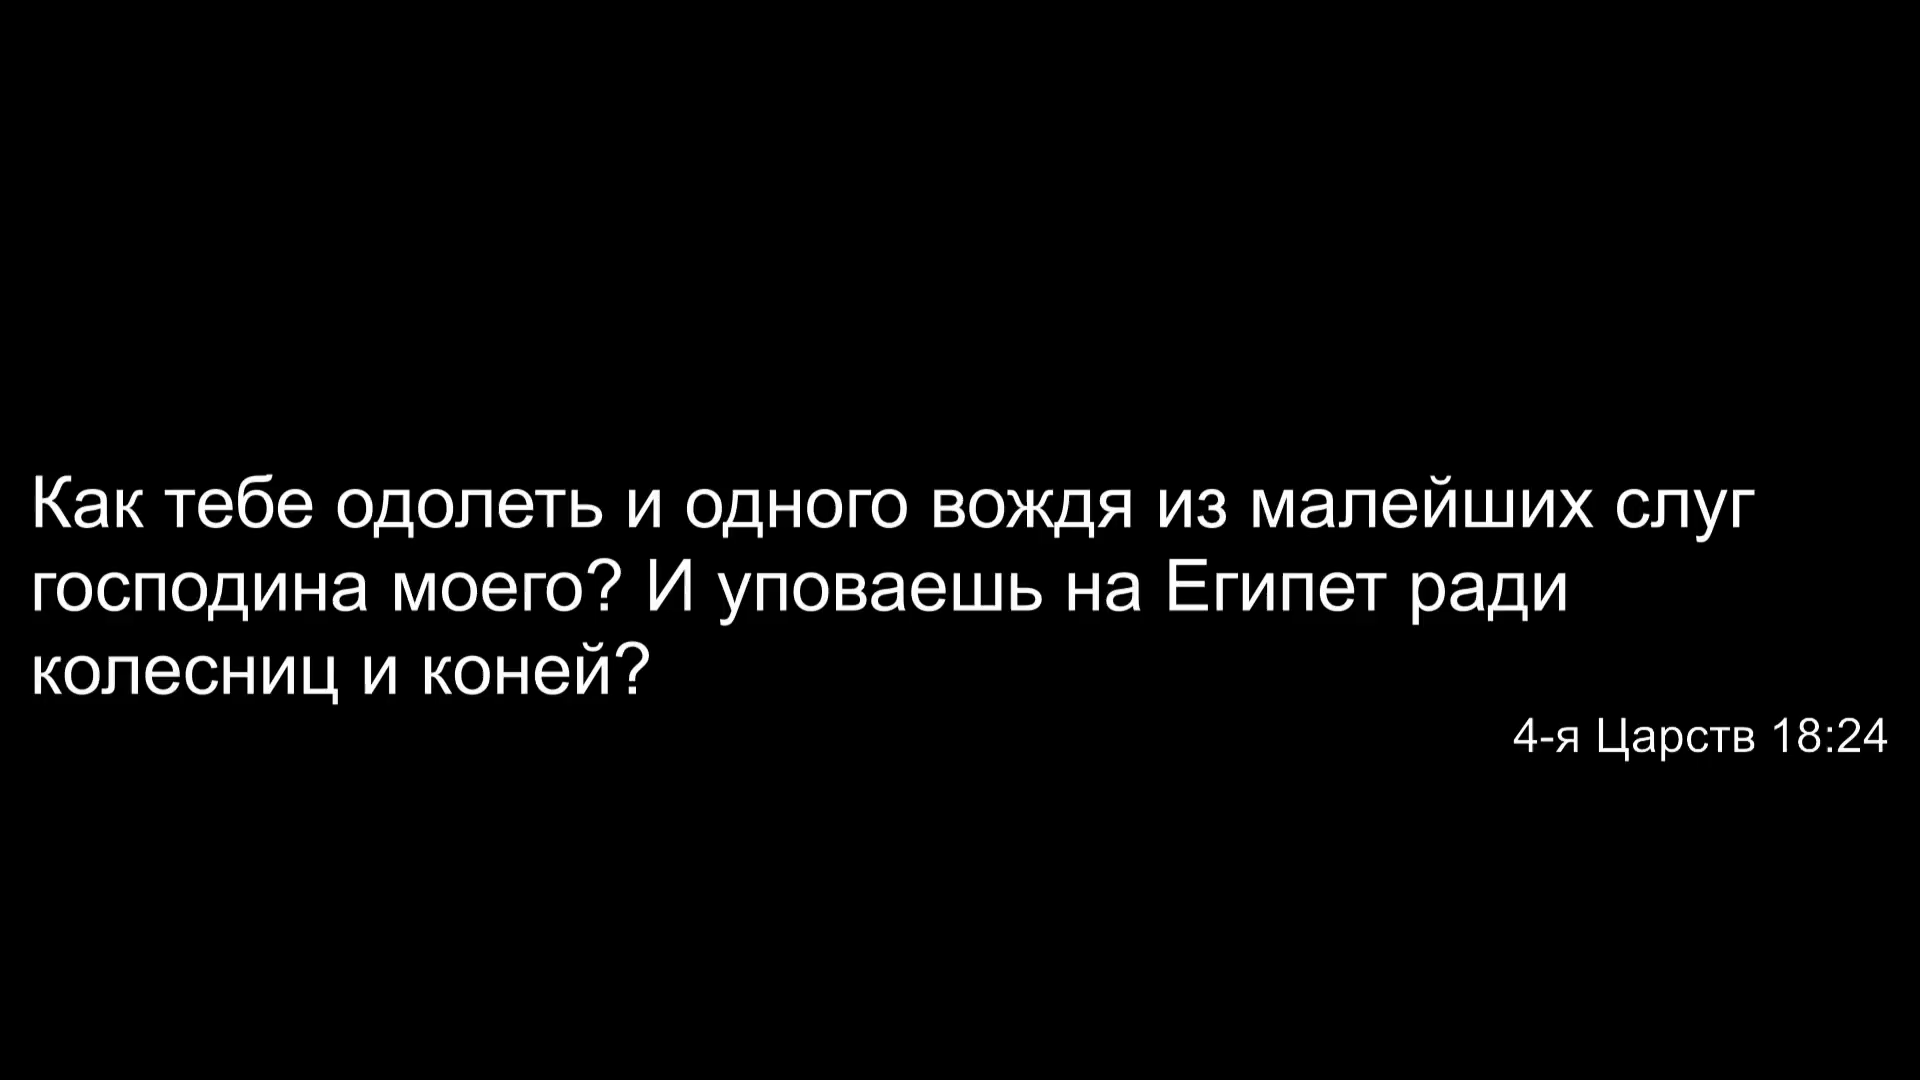 Как тебе одолеть и одного вождя из малейших слуг
господина моего? И уповаешь на Египет ради
колесниц и коней?
4-я Царств 18:24